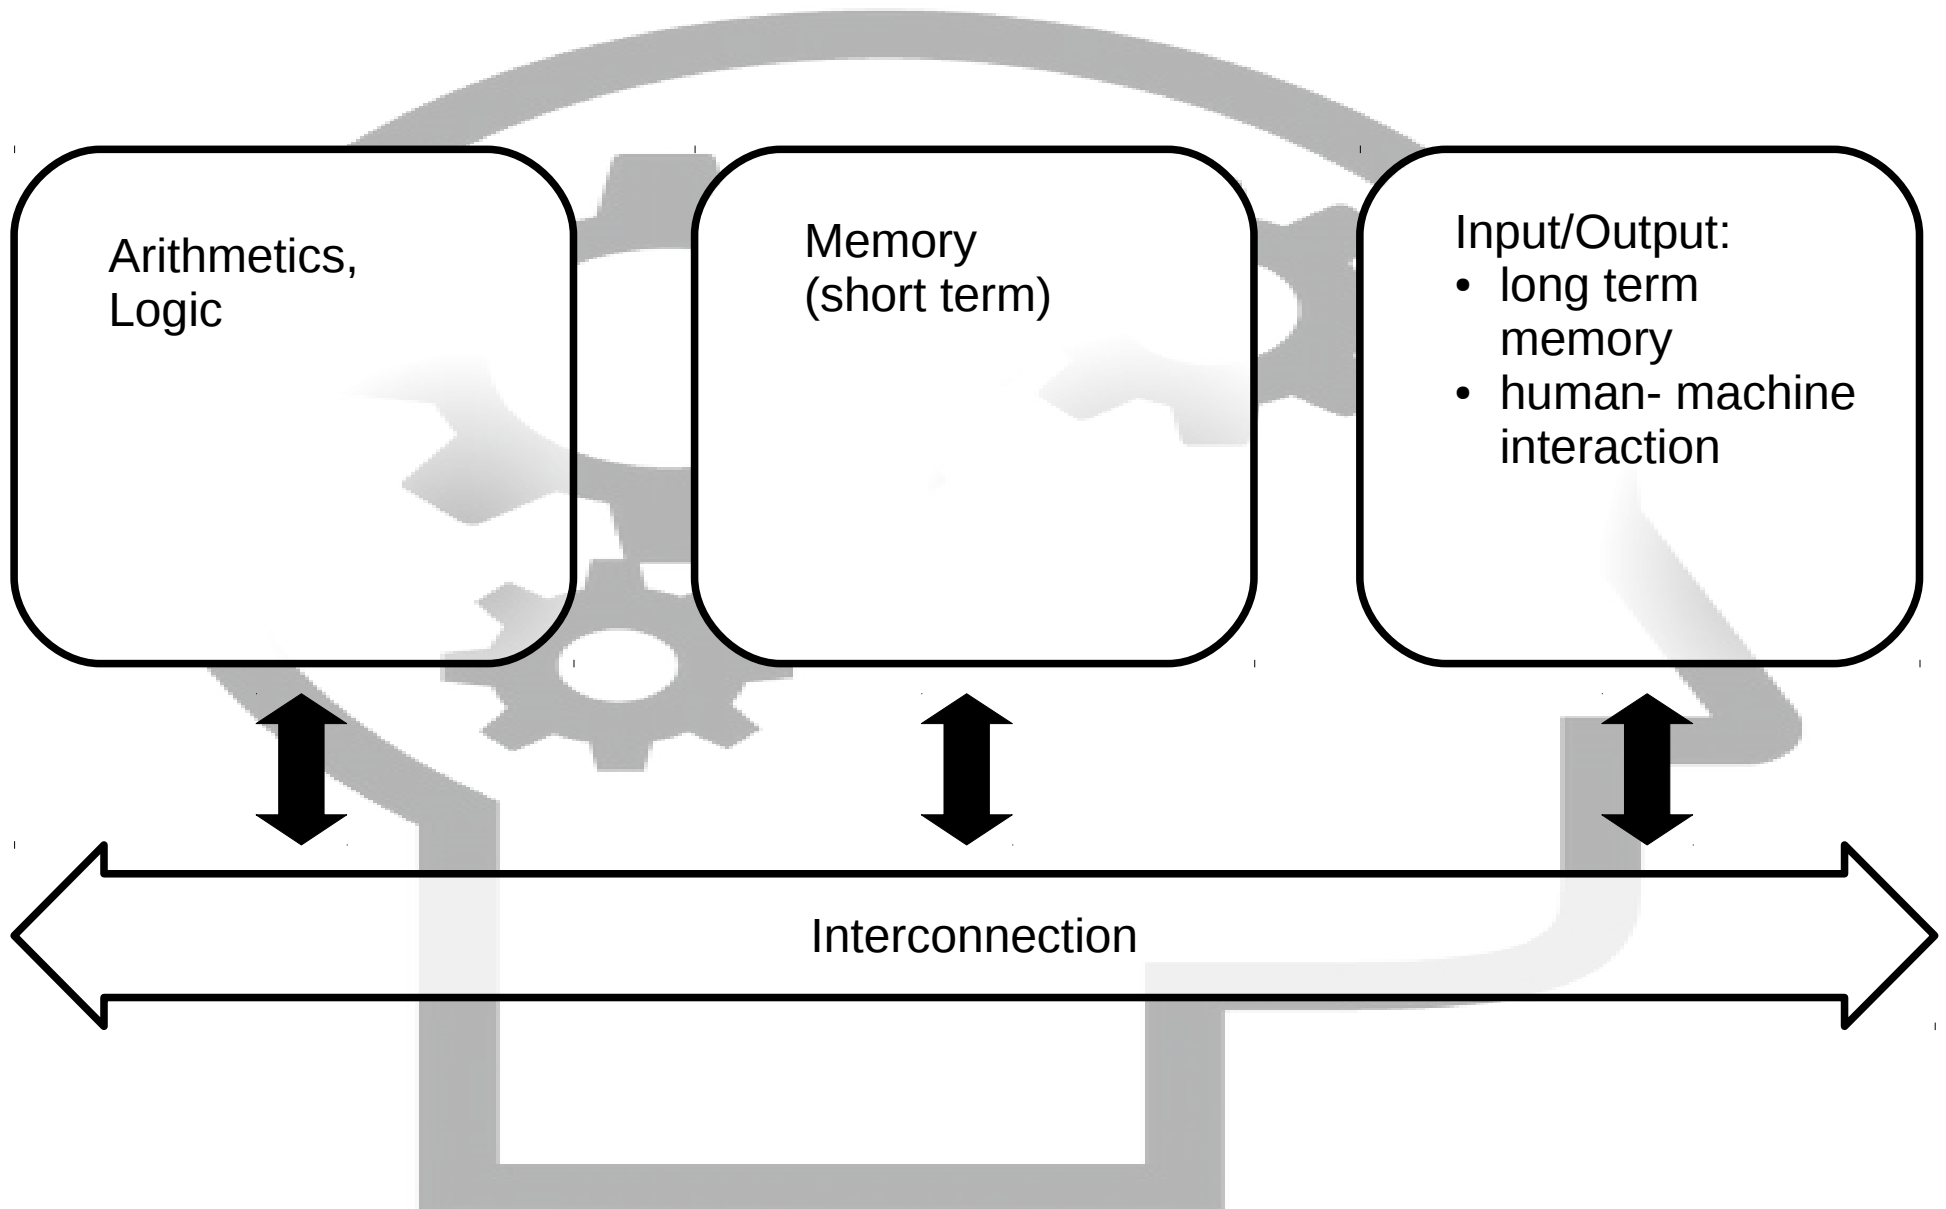 Arithmetics,
Logic
Memory
(short term)
Input/Output:
• long term
memory
• human- machine
interaction
Interconnection